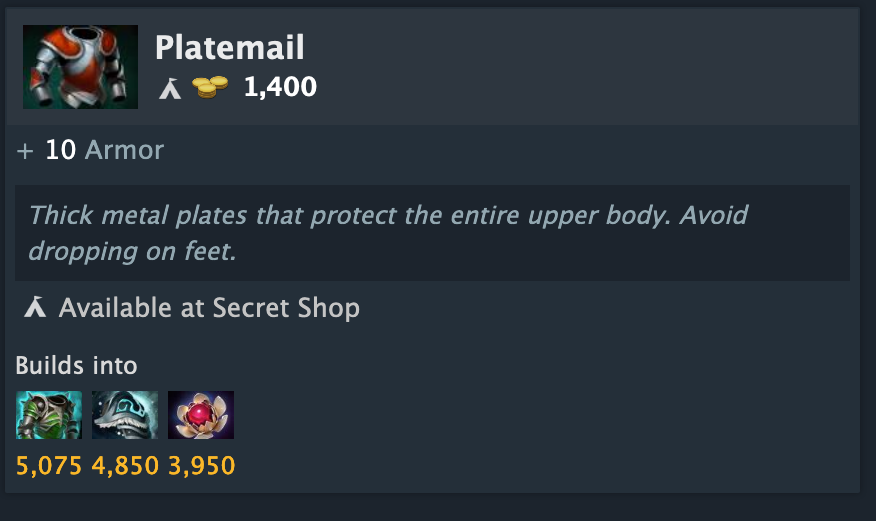 Platemail
1,400
+ 10 Armor
Thick metal plates that protect the entire upper body. Avoid
dropping on feet.
Available at Secret Shop
Builds into
5,075 4,850 3,950